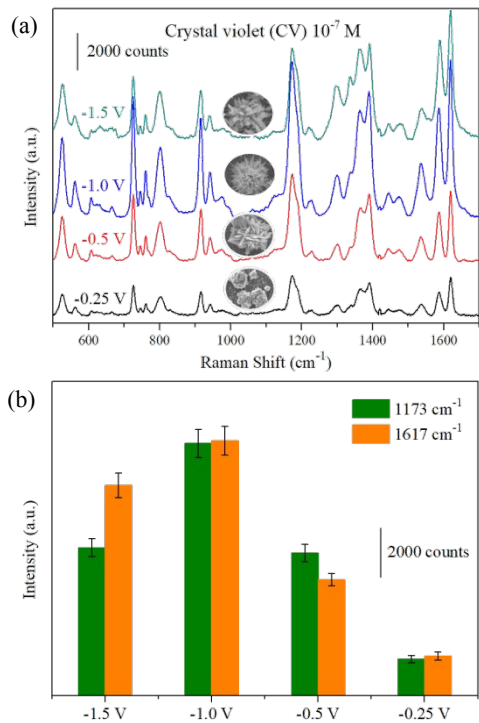 (a)
Crystal violet (CV) 10⁻⁷ M
2000 counts
-1.5 V
-1.0 V
-0.5 V
-0.25 V
Intensity (a.u.)
600 800 1000 1200 1400 1600
Raman Shift (cm⁻¹)
(b)
1173 cm⁻¹
1617 cm⁻¹
2000 counts
Intensity (a.u.)
-1.5 V -1.0 V -0.5 V -0.25 V